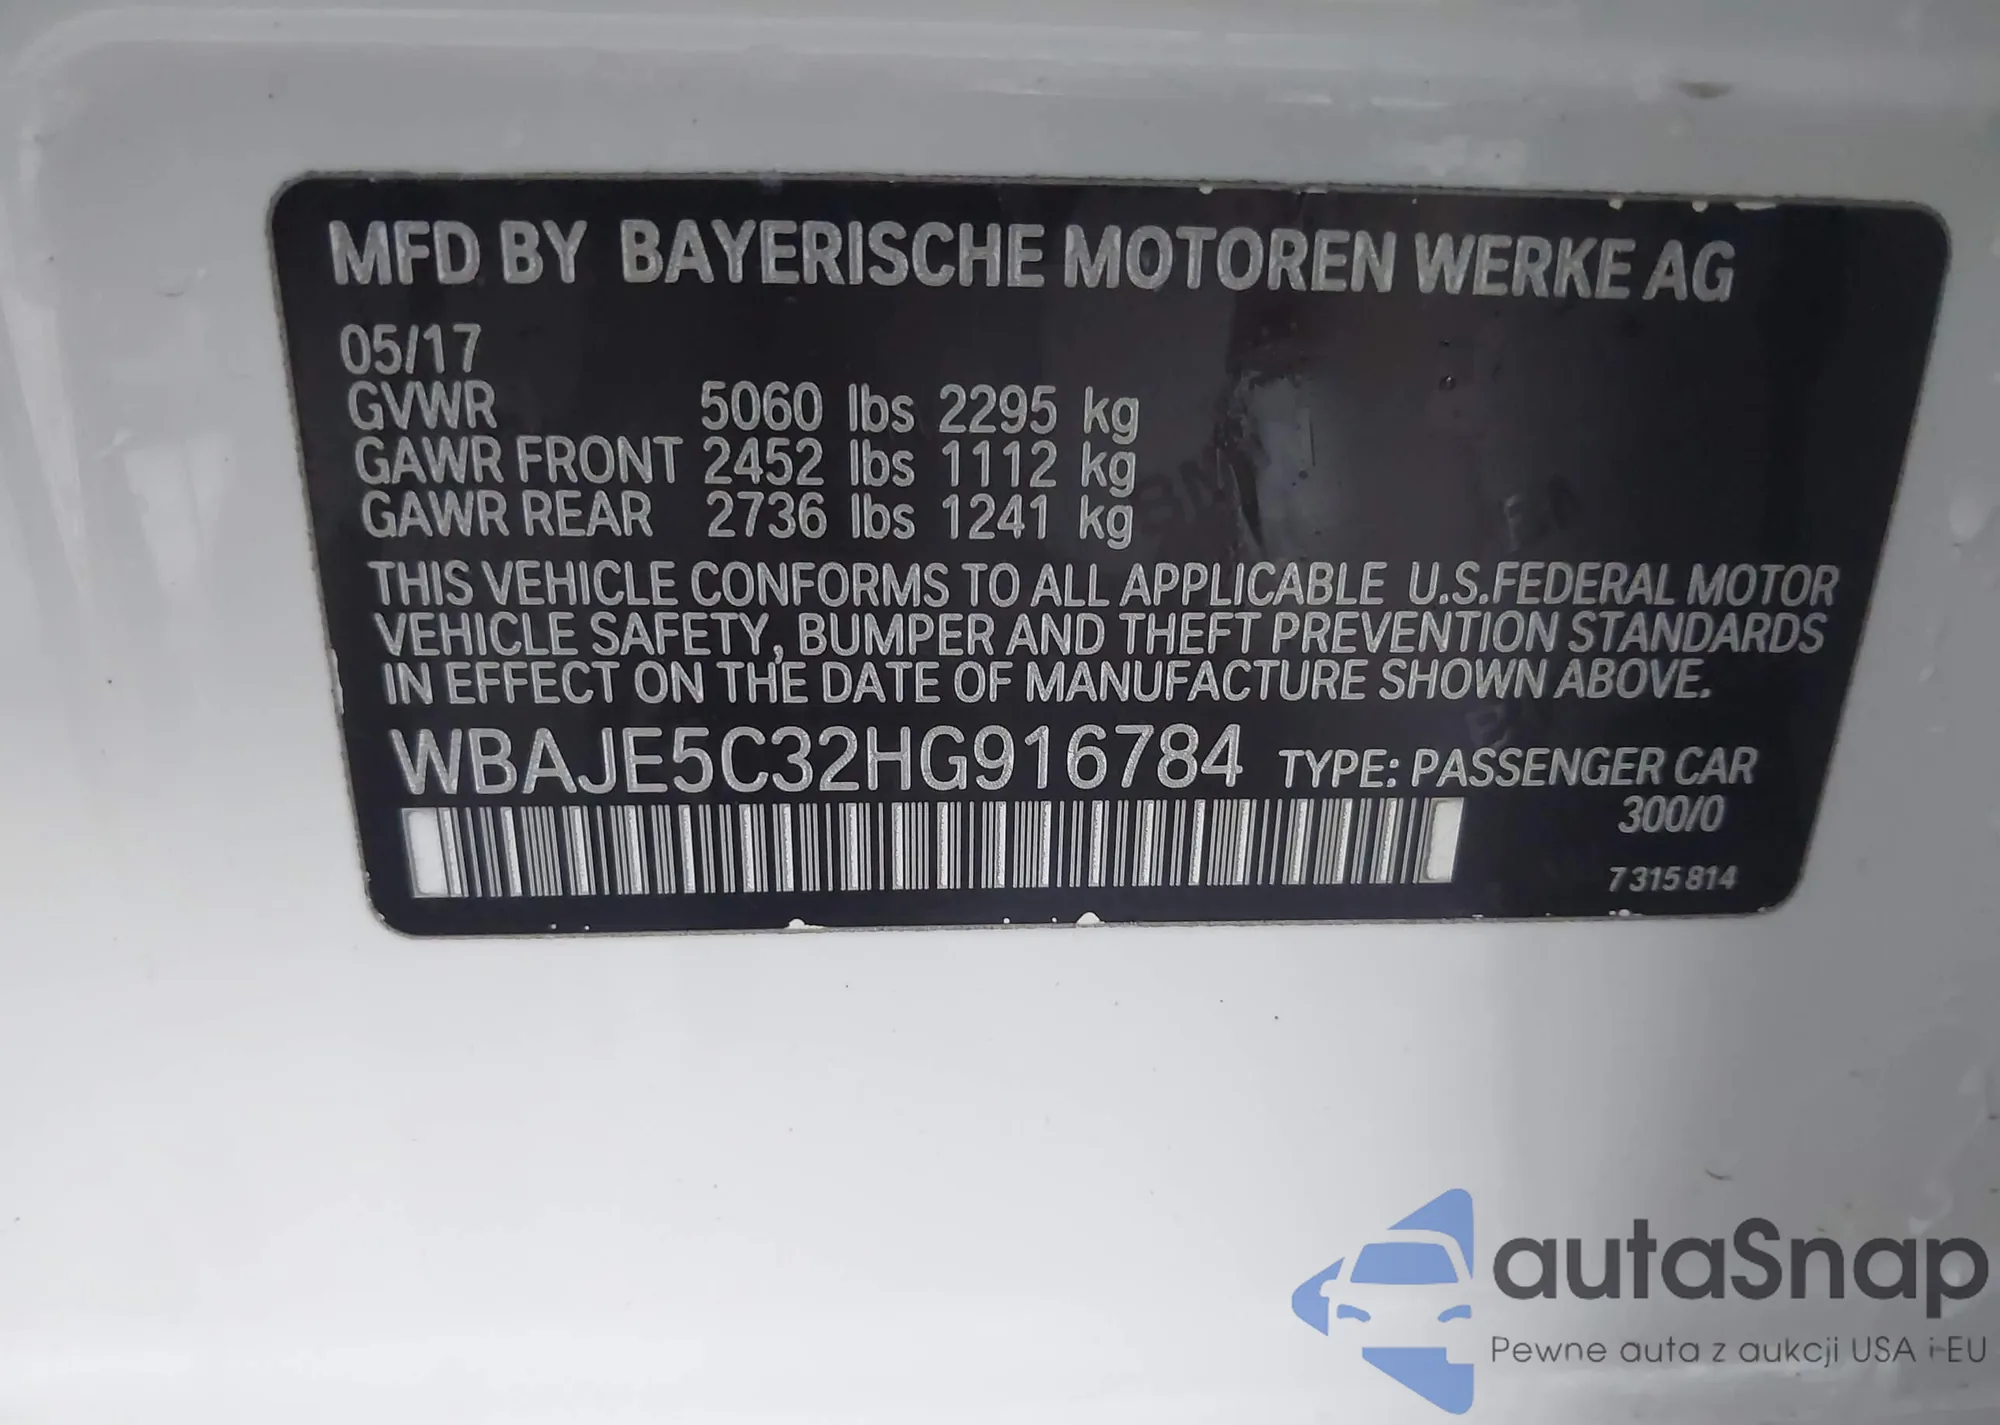 MFD BY BAYERISCHE MOTOREN WERKE AG
05/17
GVWR 5060 lbs 2295 kg
GAWR FRONT 2452 lbs 1112 kg
GAWR REAR 2736 lbs 1241 kg
THIS VEHICLE CONFORMS TO ALL APPLICABLE U.S.FEDERAL MOTOR
VEHICLE SAFETY, BUMPER AND THEFT PREVENTION STANDARDS
IN EFFECT ON THE DATE OF MANUFACTURE SHOWN ABOVE.
WBAJE5C32HG916784 TYPE: PASSENGER CAR
300/0
7 315 814
autaSnap
Pewne auta z aukcji USA i EU